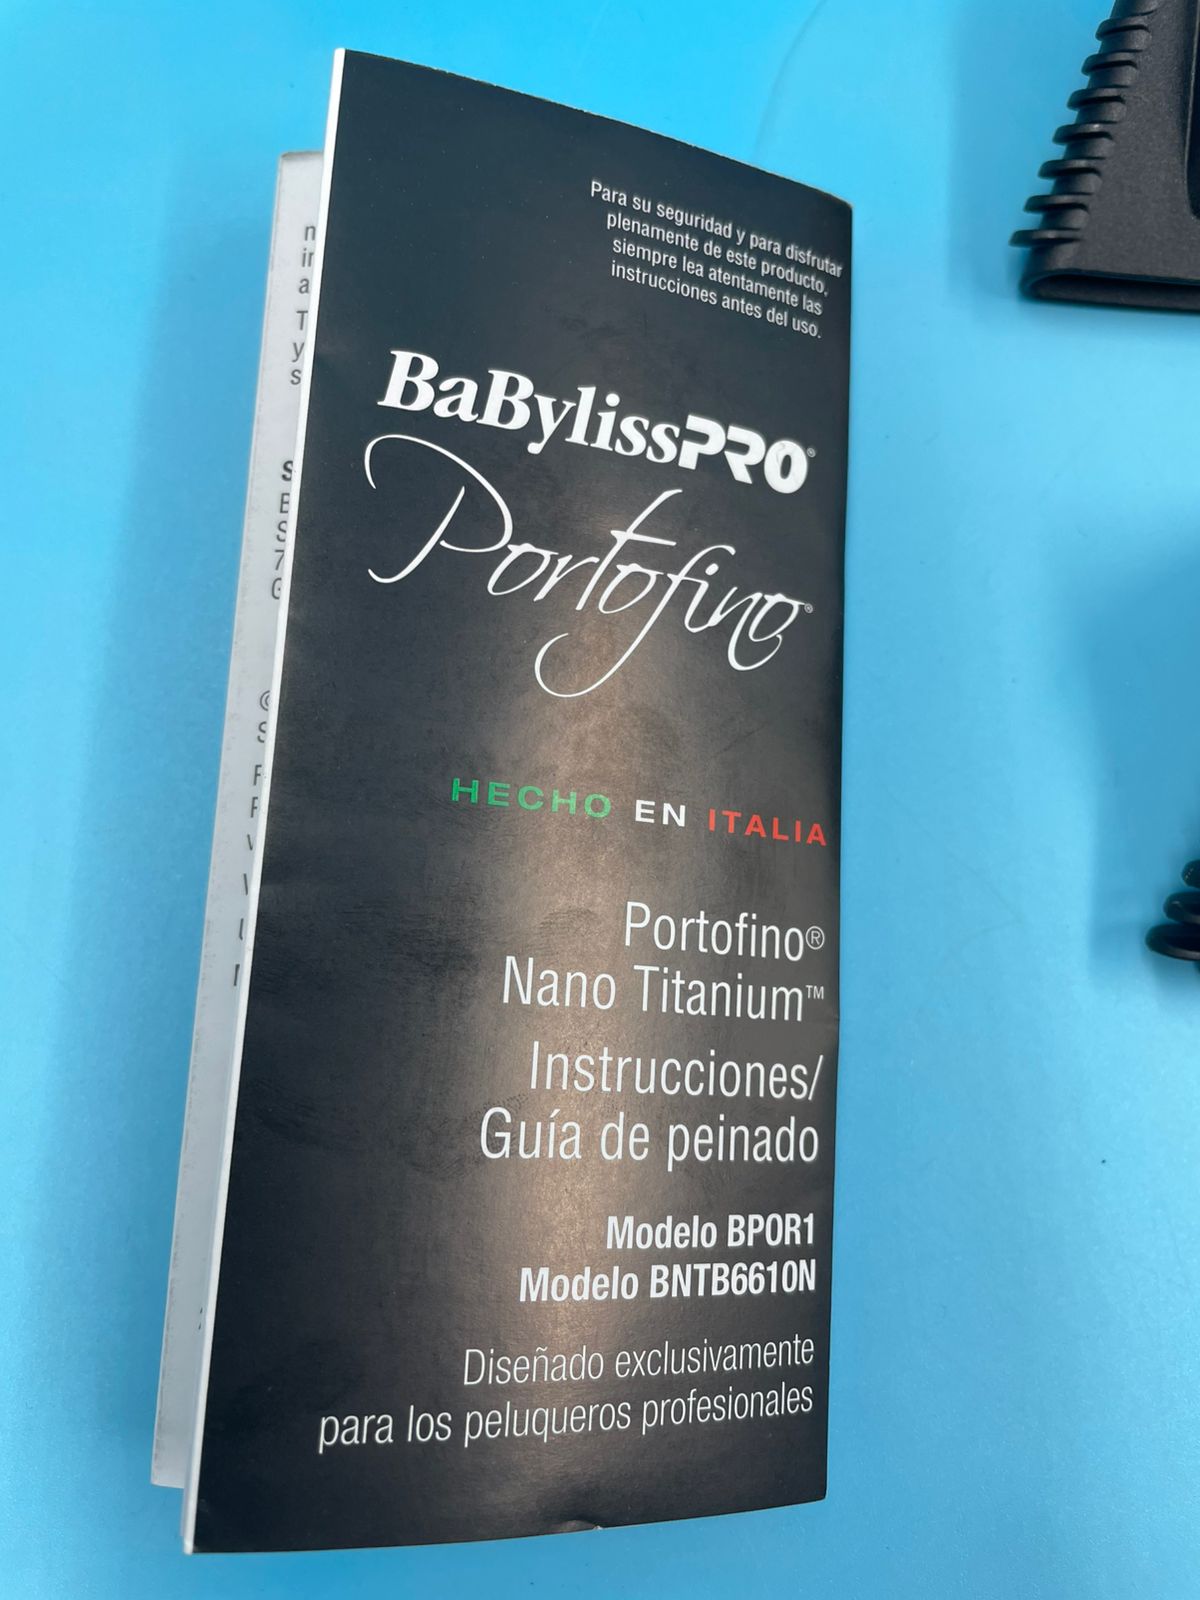 Para su seguridad y para disfrutar
plenamente de este producto,
siempre lea atentamente las
instrucciones antes del uso.
BaBylissPRO®
Portofino®
HECHO EN ITALIA
Portofino®
Nano Titanium™
Instrucciones/
Guía de peinado
Modelo BPOR1
Modelo BNTB6610N
Diseñado exclusivamente
para los peluqueros profesionales